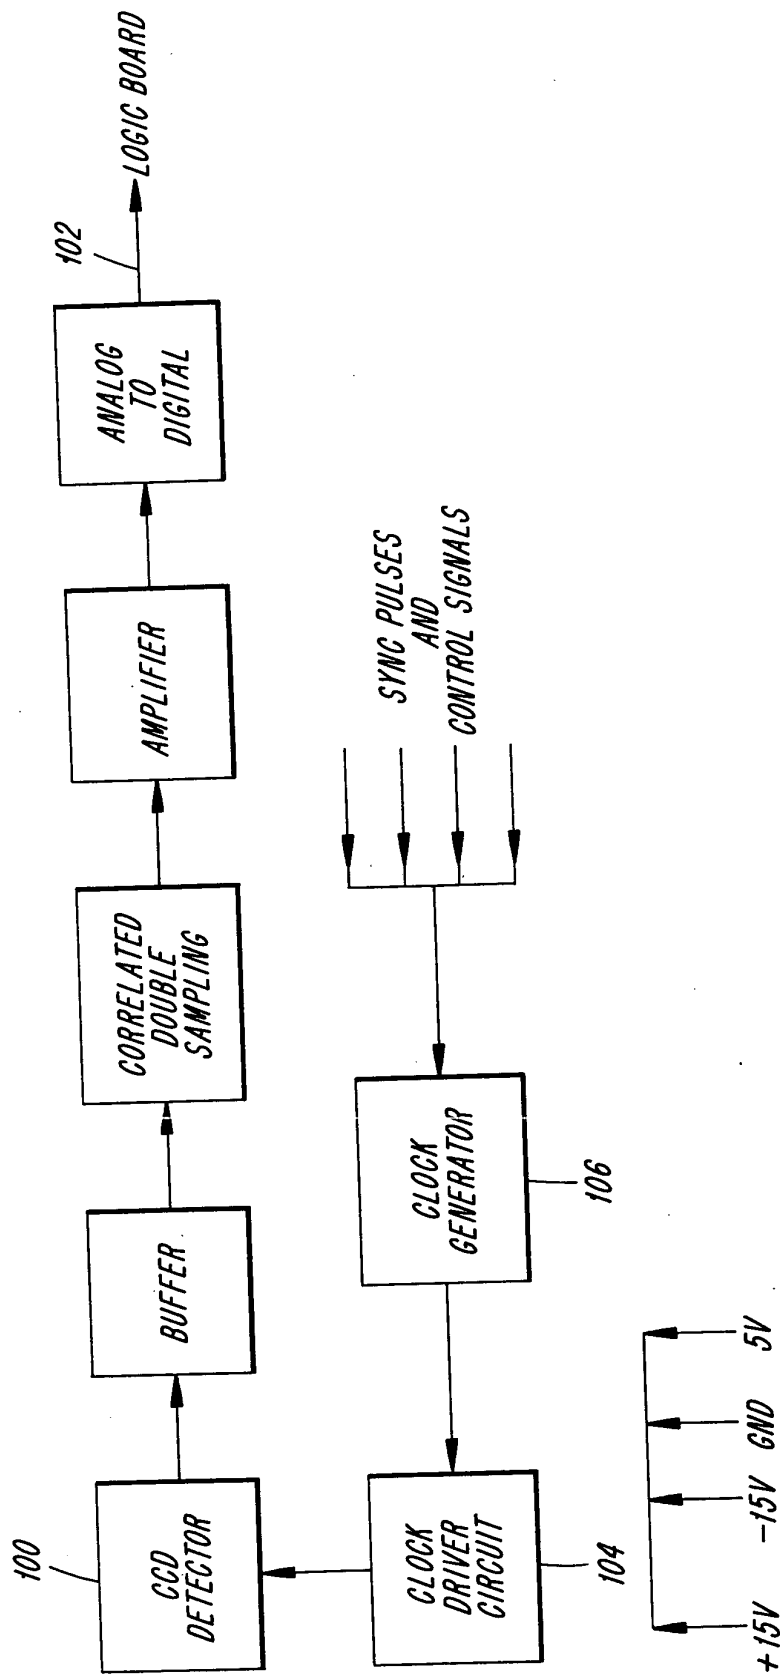 100
CCD
DETECTOR
BUFFER
CORRELATED
DOUBLE
SAMPLING
AMPLIFIER
ANALOG
TO
DIGITAL
102
LOGIC BOARD
CLOCK
DRIVER
CIRCUIT
104
CLOCK
GENERATOR
106
SYNC PULSES
AND
CONTROL SIGNALS
+15V
-15V
GND
5V